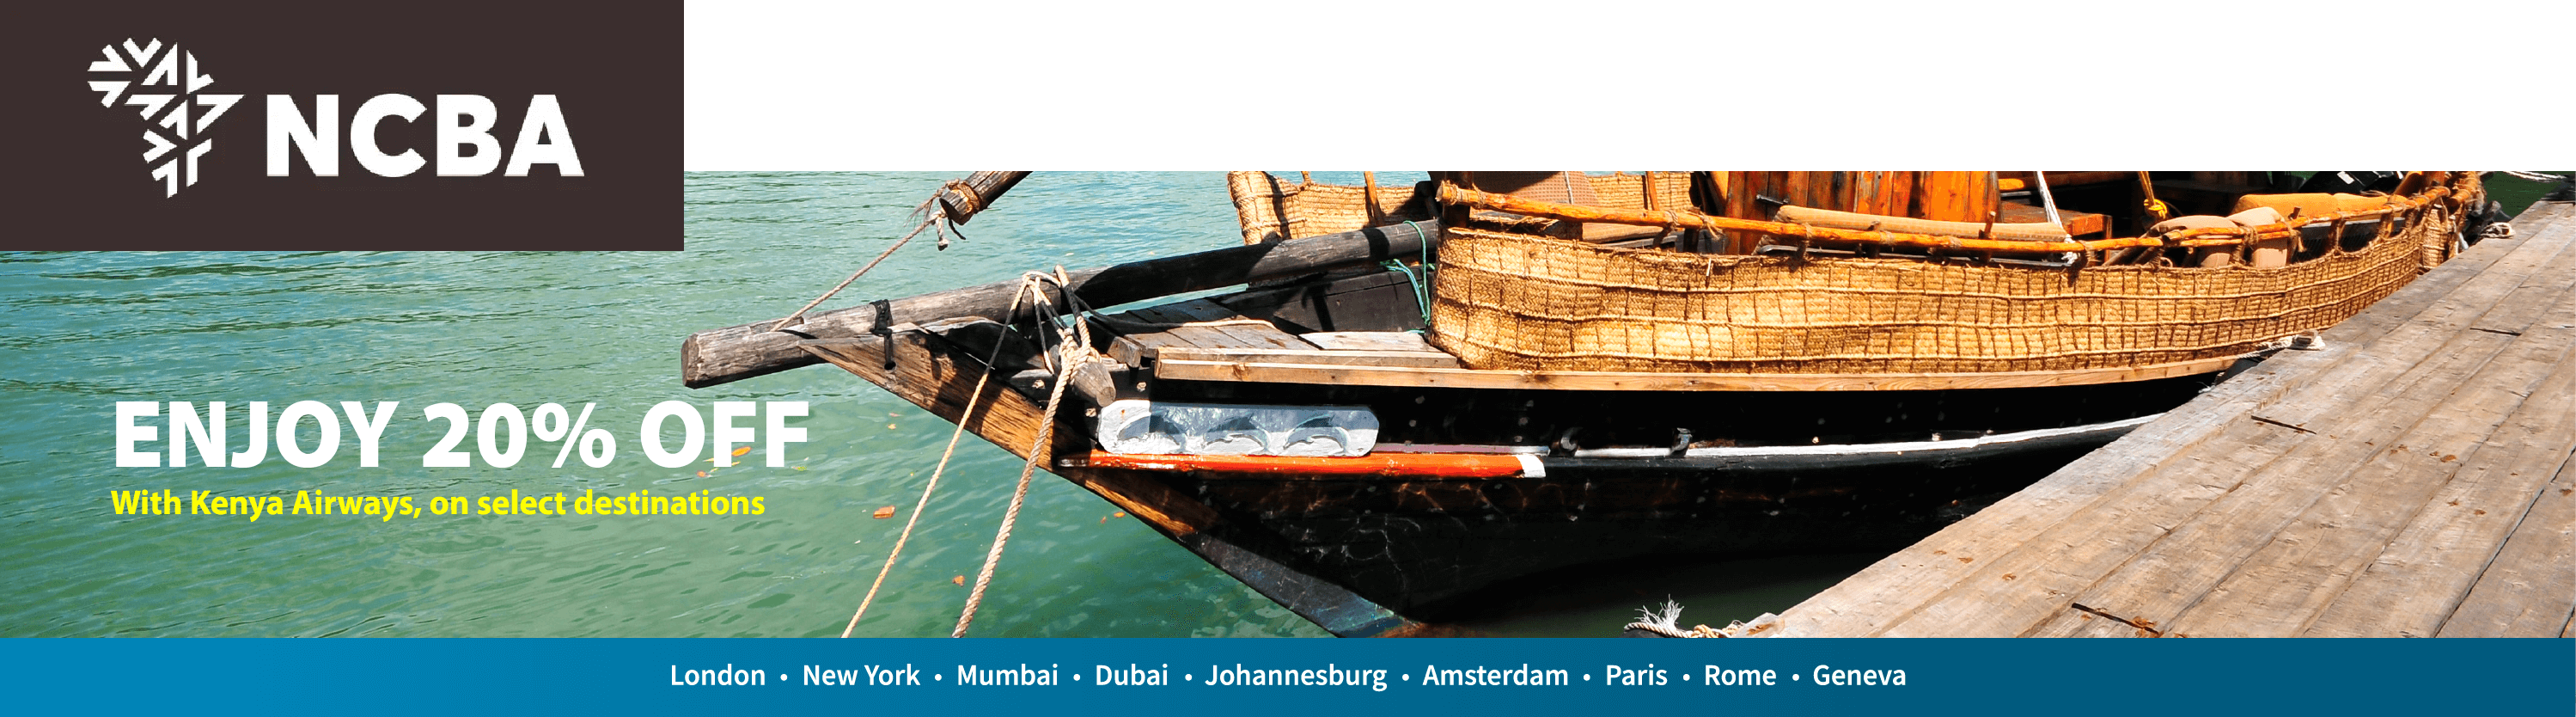 NCBA
ENJOY 20% OFF
With Kenya Airways, on select destinations
London • New York • Mumbai • Dubai • Johannesburg • Amsterdam • Paris • Rome • Geneva